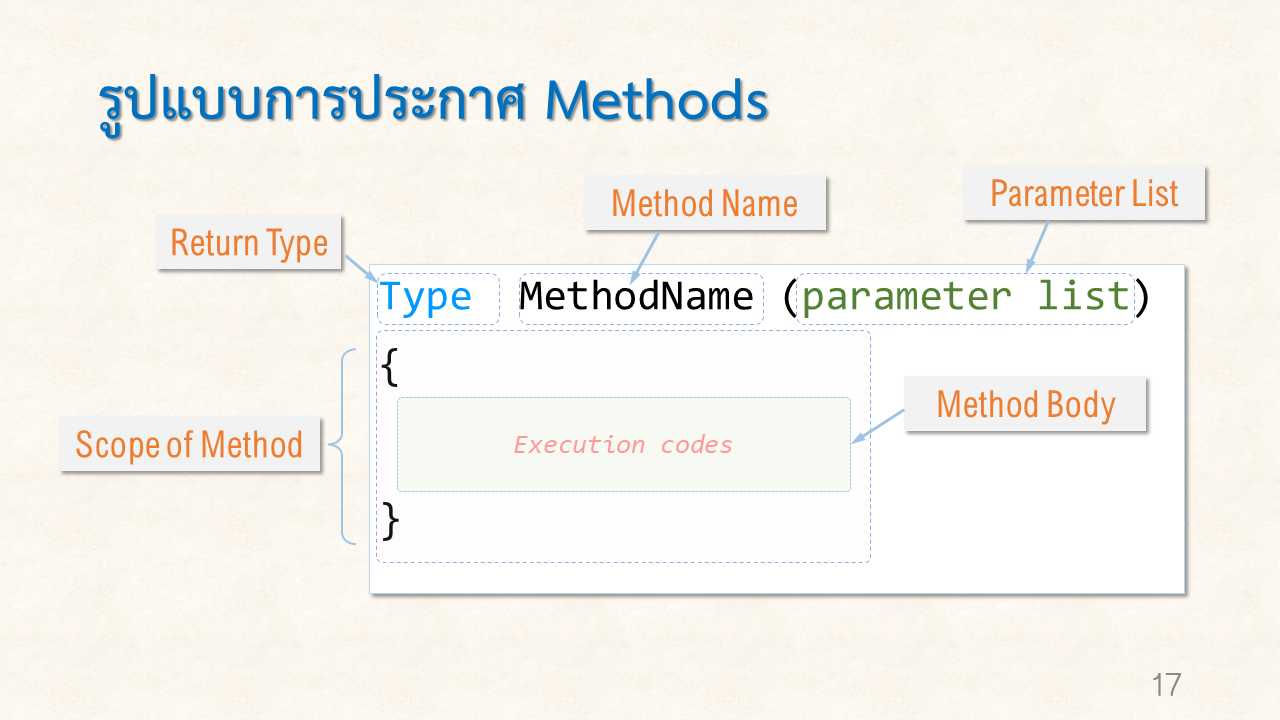 รูปแบบการประกาศ Methods
Method Name
Parameter List
Return Type
Type MethodName (parameter list)
{
Method Body
Scope of Method
Execution codes
}
17